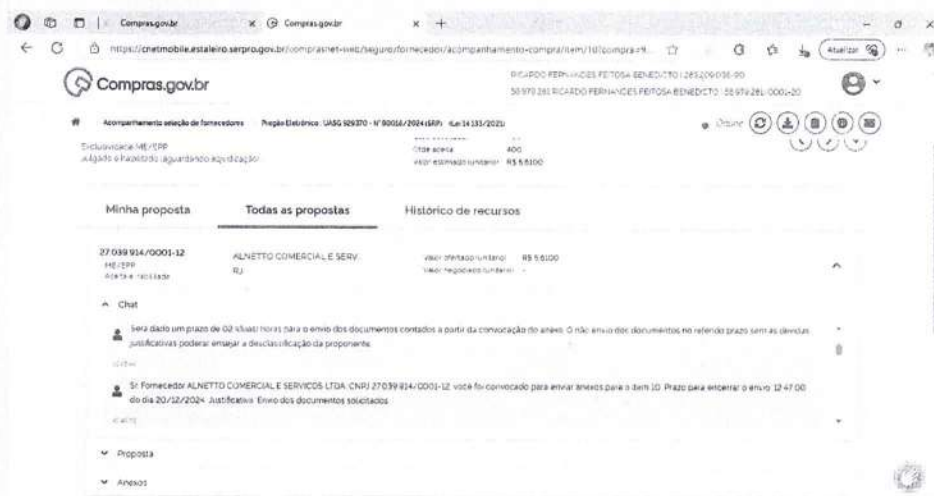 Compras.gov.br
Compras.gov.br
https://cnetmobile.estaleiro.serpro.gov.br/comprasnet-web/seguro/fornecedor/acompanhamento-compra/item/10?compra=9...
Atualizar
Compras.gov.br
RICARDO FERNANDES FEITOSA BENEDICTO
RICARDO FERNANDES FEITOSA BENEDICTO
Acompanhamento seleção de fornecedores
Pregão Eletrônico : UASG 929370 - N° 90016/2024 (SRP) (Lei 14.133/2021)
Exclusividade ME/EPP
Julgado e habilitado (aguardando adjudicação)
Qtde aceita 400
Valor estimado (unitário) R$ 5,6100
Minha proposta
Todas as propostas
Histórico de recursos
27.039.914/0001-12
ME/EPP
Aceita e habilitada
ALNETTO COMERCIAL E SERV...
RJ
Valor ofertado (unitário) R$ 5,6100
Valor negociado (unitário) -
Chat
Será dado um prazo de 02 (duas) horas para o envio dos documentos contados a partir da convocação do anexo. O não envio dos documentos no referido prazo sem as devidas
justificativas poderá ensejar a desclassificação da proponente.
Sr. Fornecedor ALNETTO COMERCIAL E SERVICOS LTDA, CNPJ 27.039.914/0001-12, você foi convocado para enviar anexos para o item 10. Prazo para encerrar o envio: 12:47:00
do dia 20/12/2024. Justificativa: Envio dos documentos solicitados.
Proposta
Anexos